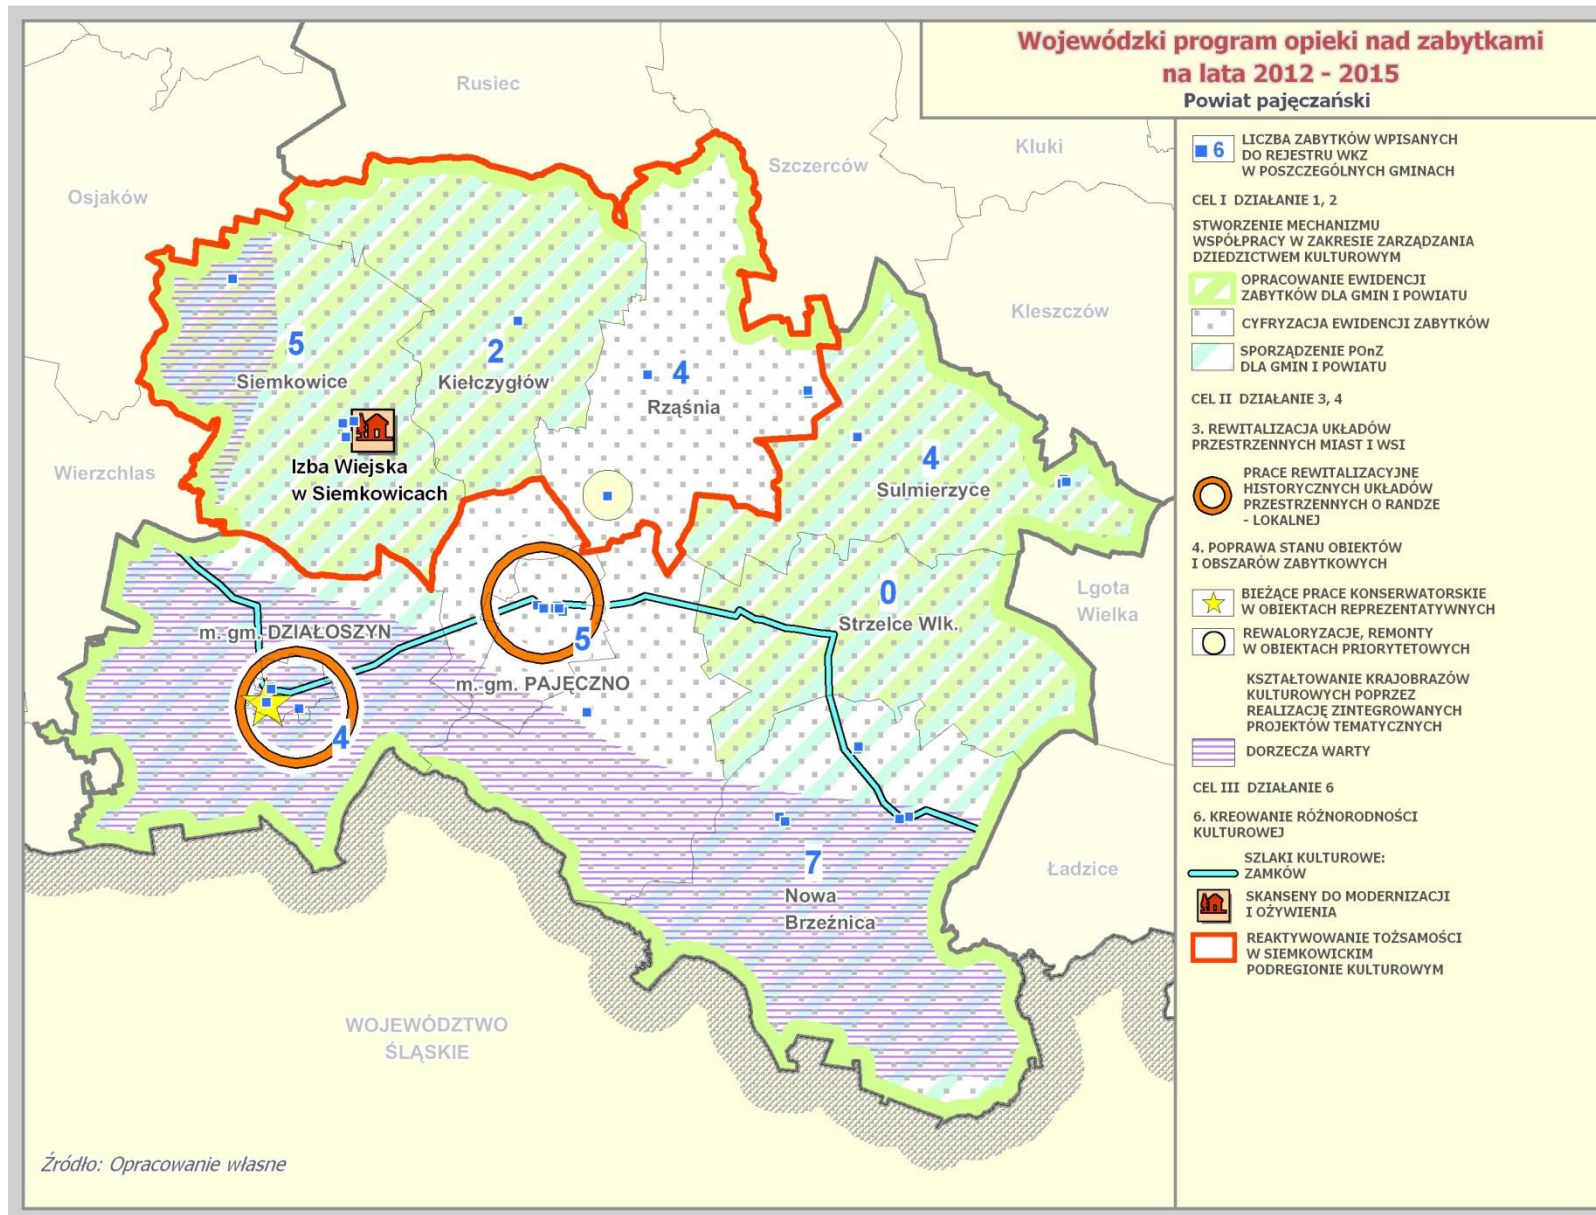 Wojewódzki program opieki nad zabytkami
na lata 2012 - 2015
Powiat pajęczański
Rusiec
Osjaków
Szczerców
Kluki
Kleszczów
Wierzchlas
Lgota
Wielka
Ładzice
WOJEWÓDZTWO
ŚLĄSKIE
5
Siemkowice
2
Kiełczygłów
4
Rząśnia
Izba Wiejska
w Siemkowicach
4
Sulmierzyce
0
Strzelce Wlk.
m. gm. DZIAŁOSZYN
4
5
m. gm. PAJĘCZNO
7
Nowa
Brzeźnica
Źródło: Opracowanie własne
6 LICZBA ZABYTKÓW WPISANYCH
DO REJESTRU WKZ
W POSZCZEGÓLNYCH GMINACH
CEL I DZIAŁANIE 1, 2
STWORZENIE MECHANIZMU
WSPÓŁPRACY W ZAKRESIE ZARZĄDZANIA
DZIEDZICTWEM KULTUROWYM
OPRACOWANIE EWIDENCJI
ZABYTKÓW DLA GMIN I POWIATU
CYFRYZACJA EWIDENCJI ZABYTKÓW
SPORZĄDZENIE POnZ
DLA GMIN I POWIATU
CEL II DZIAŁANIE 3, 4
3. REWITALIZACJA UKŁADÓW
PRZESTRZENNYCH MIAST I WSI
PRACE REWITALIZACYJNE
HISTORYCZNYCH UKŁADÓW
PRZESTRZENNYCH O RANDZE
- LOKALNEJ
4. POPRAWA STANU OBIEKTÓW
I OBSZARÓW ZABYTKOWYCH
BIEŻĄCE PRACE KONSERWATORSKIE
W OBIEKTACH REPREZENTATYWNYCH
REWALORYZACJE, REMONTY
W OBIEKTACH PRIORYTETOWYCH
KSZTAŁTOWANIE KRAJOBRAZÓW
KULTUROWYCH POPRZEZ
REALIZACJĘ ZINTEGROWANYCH
PROJEKTÓW TEMATYCZNYCH
DORZECZA WARTY
CEL III DZIAŁANIE 6
6. KREOWANIE RÓŻNORODNOŚCI
KULTUROWEJ
SZLAKI KULTUROWE:
ZAMKÓW
SKANSENY DO MODERNIZACJI
I OŻYWIENIA
REAKTYWOWANIE TOŻSAMOŚCI
W SIEMKOWICKIM
PODREGIONIE KULTUROWYM